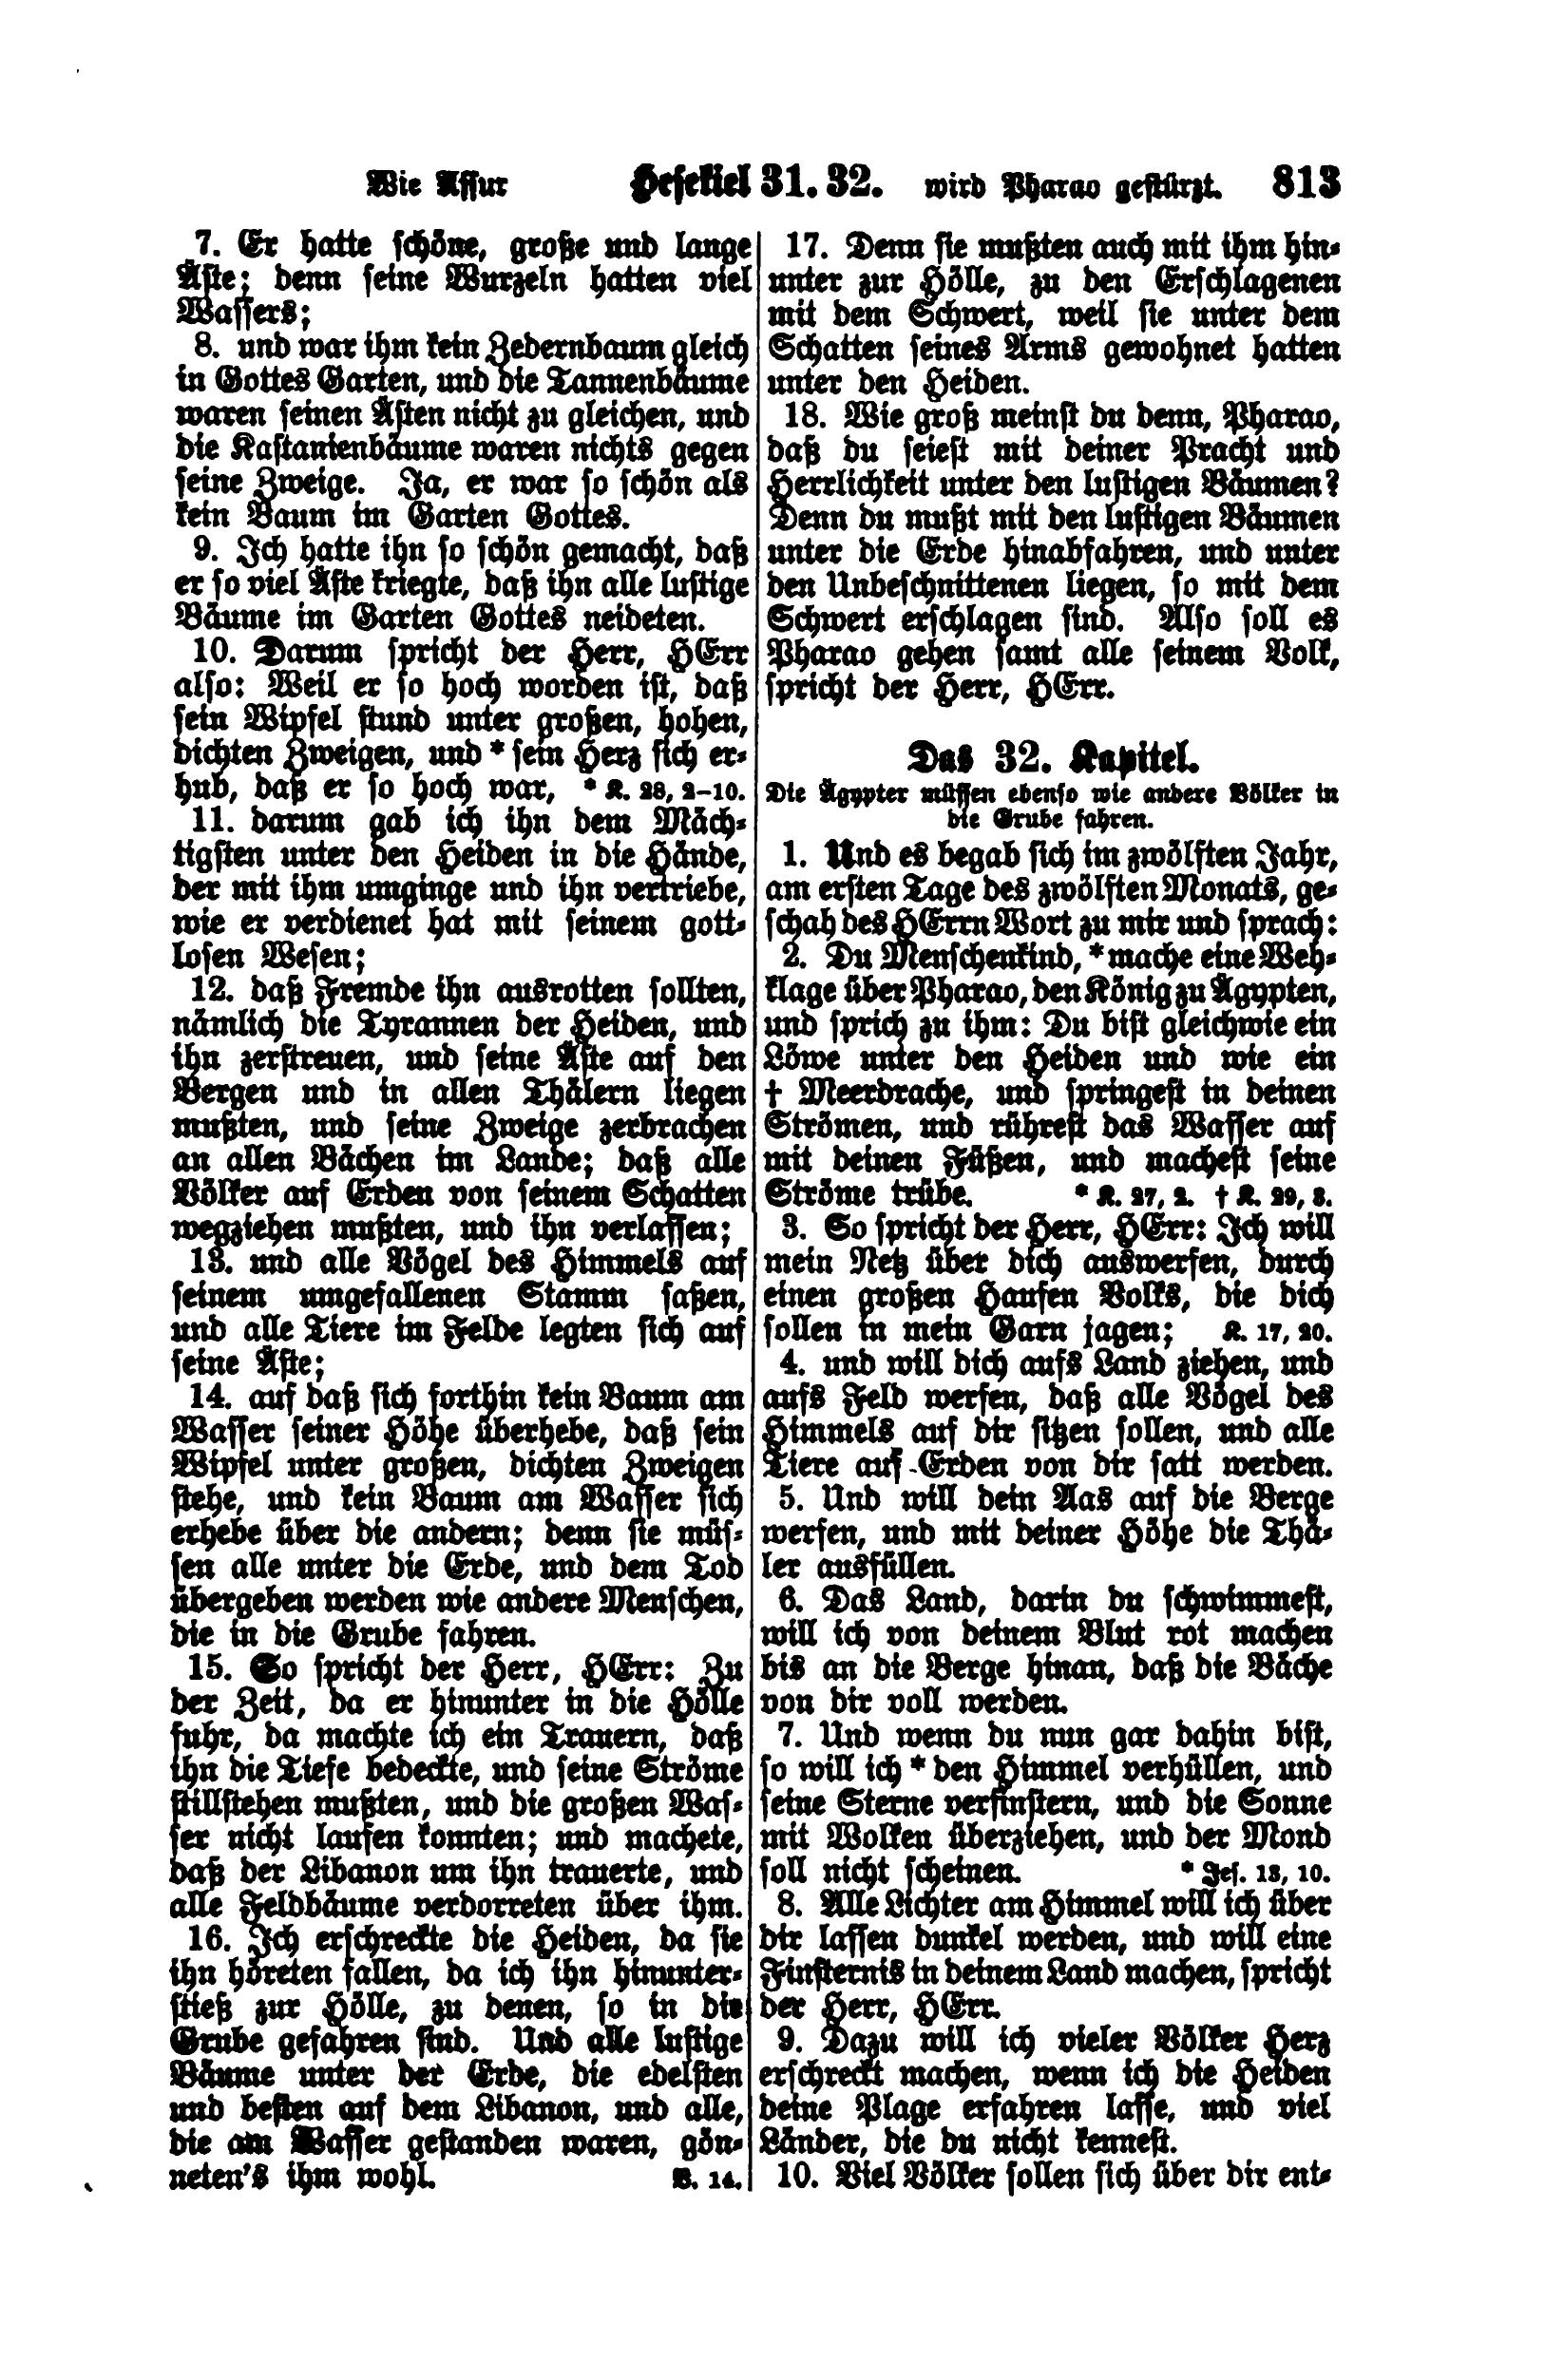 Wie Assur Hesekiel 31. 32. wird Pharao gestürzt. 813
7. Er hatte schöne, große und lange
Äste; denn seine Wurzeln hatten viel
Wassers;
8. und war ihm kein Zedernbaum gleich
in Gottes Garten, und die Tannenbäume
waren seinen Ästen nicht zu gleichen, und
die Kastanienbäume waren nichts gegen
seine Zweige. Ja, er war so schön als
kein Baum im Garten Gottes.
9. Ich hatte ihn so schön gemacht, daß
er so viel Äste kriegte, daß ihn alle lustige
Bäume im Garten Gottes neideten.
10. Darum spricht der Herr, HErr
also: Weil er so hoch worden ist, daß
sein Wipfel stund unter großen, hohen,
dichten Zweigen, und * sein Herz sich er-
hub, daß er so hoch war, * K. 28, 2–10.
11. darum gab ich ihn dem Mäch-
tigsten unter den Heiden in die Hände,
der mit ihm umginge und ihn vertriebe,
wie er verdienet hat mit seinem gott-
losen Wesen;
12. daß Fremde ihn ausrotten sollten,
nämlich die Tyrannen der Heiden, und
ihn zerstreuen, und seine Äste auf den
Bergen und in allen Thälern liegen
mußten, und seine Zweige zerbrachen
an allen Bächen im Lande; daß alle
Völker auf Erden von seinem Schatten
wegziehen mußten, und ihn verlassen;
13. und alle Vögel des Himmels auf
seinem umgefallenen Stamm saßen,
und alle Tiere im Felde legten sich auf
seine Äste;
14. auf daß sich forthin kein Baum am
Wasser seiner Höhe überhebe, daß sein
Wipfel unter großen, dichten Zweigen
stehe, und kein Baum am Wasser sich
erhebe über die andern; denn sie müs-
sen alle unter die Erde, und dem Tod
übergeben werden wie andere Menschen,
die in die Grube fahren.
15. So spricht der Herr, HErr: Zu
der Zeit, da er hinunter in die Hölle
fuhr, da machte ich ein Trauern, daß
ihn die Tiefe bedeckte, und seine Ströme
stillstehen mußten, und die großen Was-
ser nicht laufen konnten; und machete,
daß der Libanon um ihn trauerte, und
alle Feldbäume verdorreten über ihm.
16. Ich erschreckte die Heiden, da sie
ihn höreten fallen, da ich ihn hinunter-
stieß zur Hölle, zu denen, so in die
Grube gefahren sind. Und alle lustige
Bäume unter der Erde, die edelsten
und besten auf dem Libanon, und alle,
die am Wasser gestanden waren, gön-
neten's ihm wohl. V. 14.
17. Denn sie mußten auch mit ihm hin-
unter zur Hölle, zu den Erschlagenen
mit dem Schwert, weil sie unter dem
Schatten seines Arms gewohnet hatten
unter den Heiden.
18. Wie groß meinst du denn, Pharao,
daß du seiest mit deiner Pracht und
Herrlichkeit unter den lustigen Bäumen?
Denn du mußt mit den lustigen Bäumen
unter die Erde hinabfahren, und unter
den Unbeschnittenen liegen, so mit dem
Schwert erschlagen sind. Also soll es
Pharao gehen samt alle seinem Volk,
spricht der Herr, HErr.
Das 32. Kapitel.
Die Ägypter müssen ebenso wie andere Völker in
die Grube fahren.
1. Und es begab sich im zwölften Jahr,
am ersten Tage des zwölften Monats, ge-
schah des HErrn Wort zu mir und sprach:
2. Du Menschenkind, * mache eine Weh-
klage über Pharao, den König zu Ägypten,
und sprich zu ihm: Du bist gleichwie ein
Löwe unter den Heiden und wie ein
† Meerdrache, und springest in deinen
Strömen, und rührest das Wasser auf
mit deinen Füßen, und machest seine
Ströme trübe. * K. 27, 2. † K. 29, 3.
3. So spricht der Herr, HErr: Ich will
mein Netz über dich auswerfen, durch
einen großen Haufen Volks, die dich
sollen in mein Garn jagen; K. 17, 20.
4. und will dich aufs Land ziehen, und
aufs Feld werfen, daß alle Vögel des
Himmels auf dir sitzen sollen, und alle
Tiere auf Erden von dir satt werden.
5. Und will dein Aas auf die Berge
werfen, und mit deiner Höhe die Thä-
ler ausfüllen.
6. Das Land, darin du schwimmest,
will ich von deinem Blut rot machen
bis an die Berge hinan, daß die Bäche
von dir voll werden.
7. Und wenn du nun gar dahin bist,
so will ich * den Himmel verhüllen, und
seine Sterne verfinstern, und die Sonne
mit Wolken überziehen, und der Mond
soll nicht scheinen. * Jes. 13, 10.
8. Alle Lichter am Himmel will ich über
dir lassen dunkel werden, und will eine
Finsternis in deinem Land machen, spricht
der Herr, HErr.
9. Dazu will ich vieler Völker Herz
erschreckt machen, wenn ich die Heiden
deine Plage erfahren lasse, und viel
Länder, die du nicht kennest.
10. Viel Völker sollen sich über dir ent-